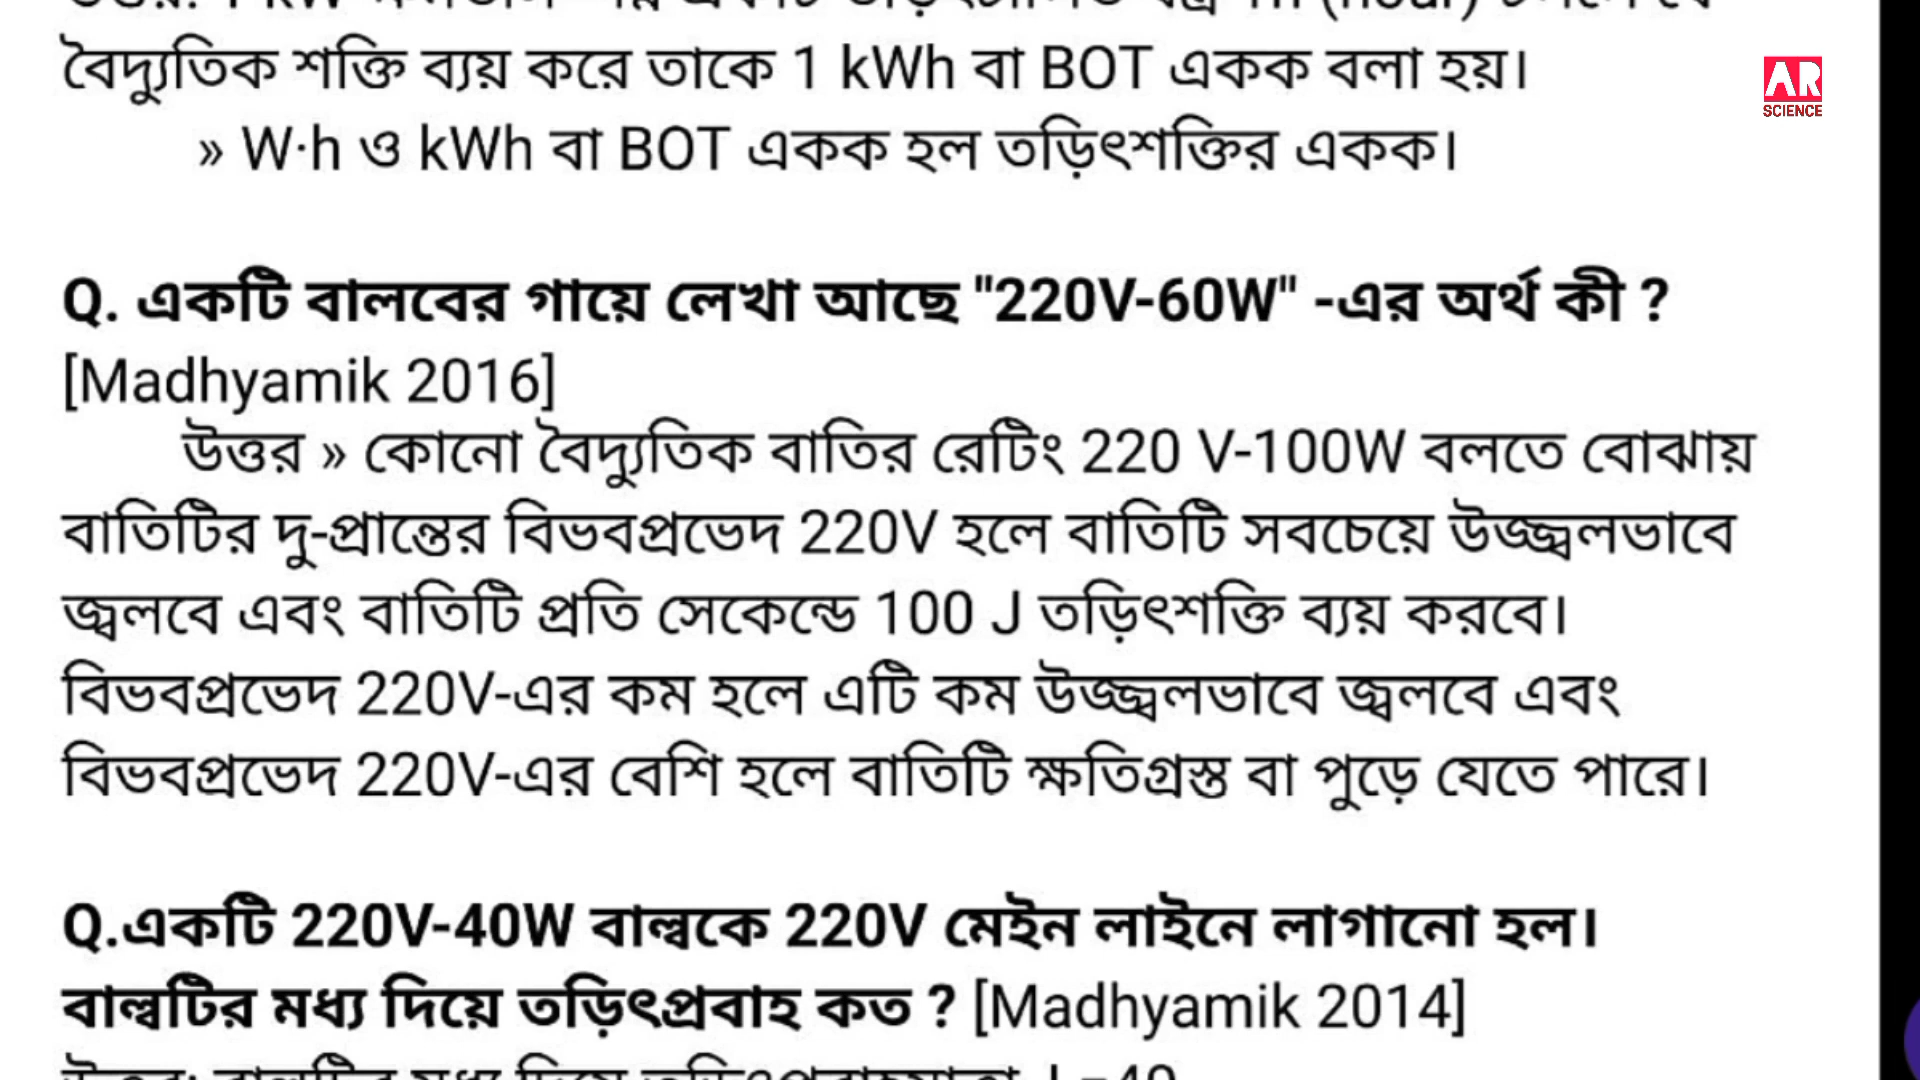 বৈদ্যুতিক শক্তি ব্যয় করে তাকে 1 kWh বা BOT একক বলা হয়।
» W·h ও kWh বা BOT একক হল তড়িৎশক্তির একক।
AR
SCIENCE
Q. একটি বালবের গায়ে লেখা আছে "220V-60W" -এর অর্থ কী ?
[Madhyamik 2016]
উত্তর » কোনো বৈদ্যুতিক বাতির রেটিং 220 V-100W বলতে বোঝায়
বাতিটির দু-প্রান্তের বিভবপ্রভেদ 220V হলে বাতিটি সবচেয়ে উজ্জ্বলভাবে
জ্বলবে এবং বাতিটি প্রতি সেকেন্ডে 100 J তড়িৎশক্তি ব্যয় করবে।
বিভবপ্রভেদ 220V-এর কম হলে এটি কম উজ্জ্বলভাবে জ্বলবে এবং
বিভবপ্রভেদ 220V-এর বেশি হলে বাতিটি ক্ষতিগ্রস্ত বা পুড়ে যেতে পারে।
Q.একটি 220V-40W বাল্বকে 220V মেইন লাইনে লাগানো হল।
বাল্বটির মধ্য দিয়ে তড়িৎপ্রবাহ কত ? [Madhyamik 2014]